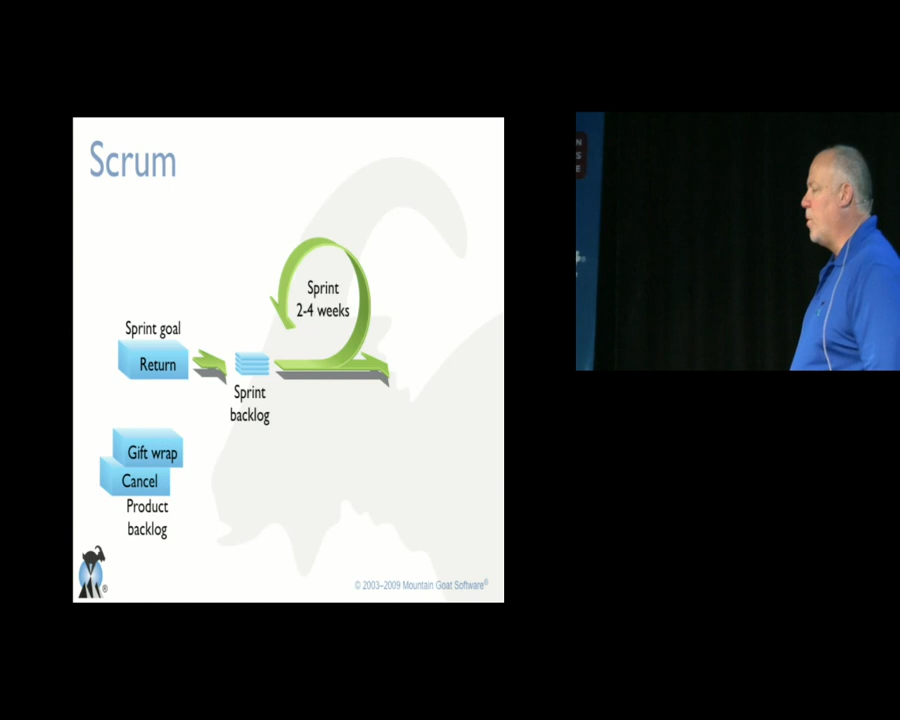 Scrum
Sprint
2-4 weeks
Sprint goal
Return
Sprint
backlog
Gift wrap
Cancel
Product
backlog
®
© 2003–2009 Mountain Goat Software®
N
S
E